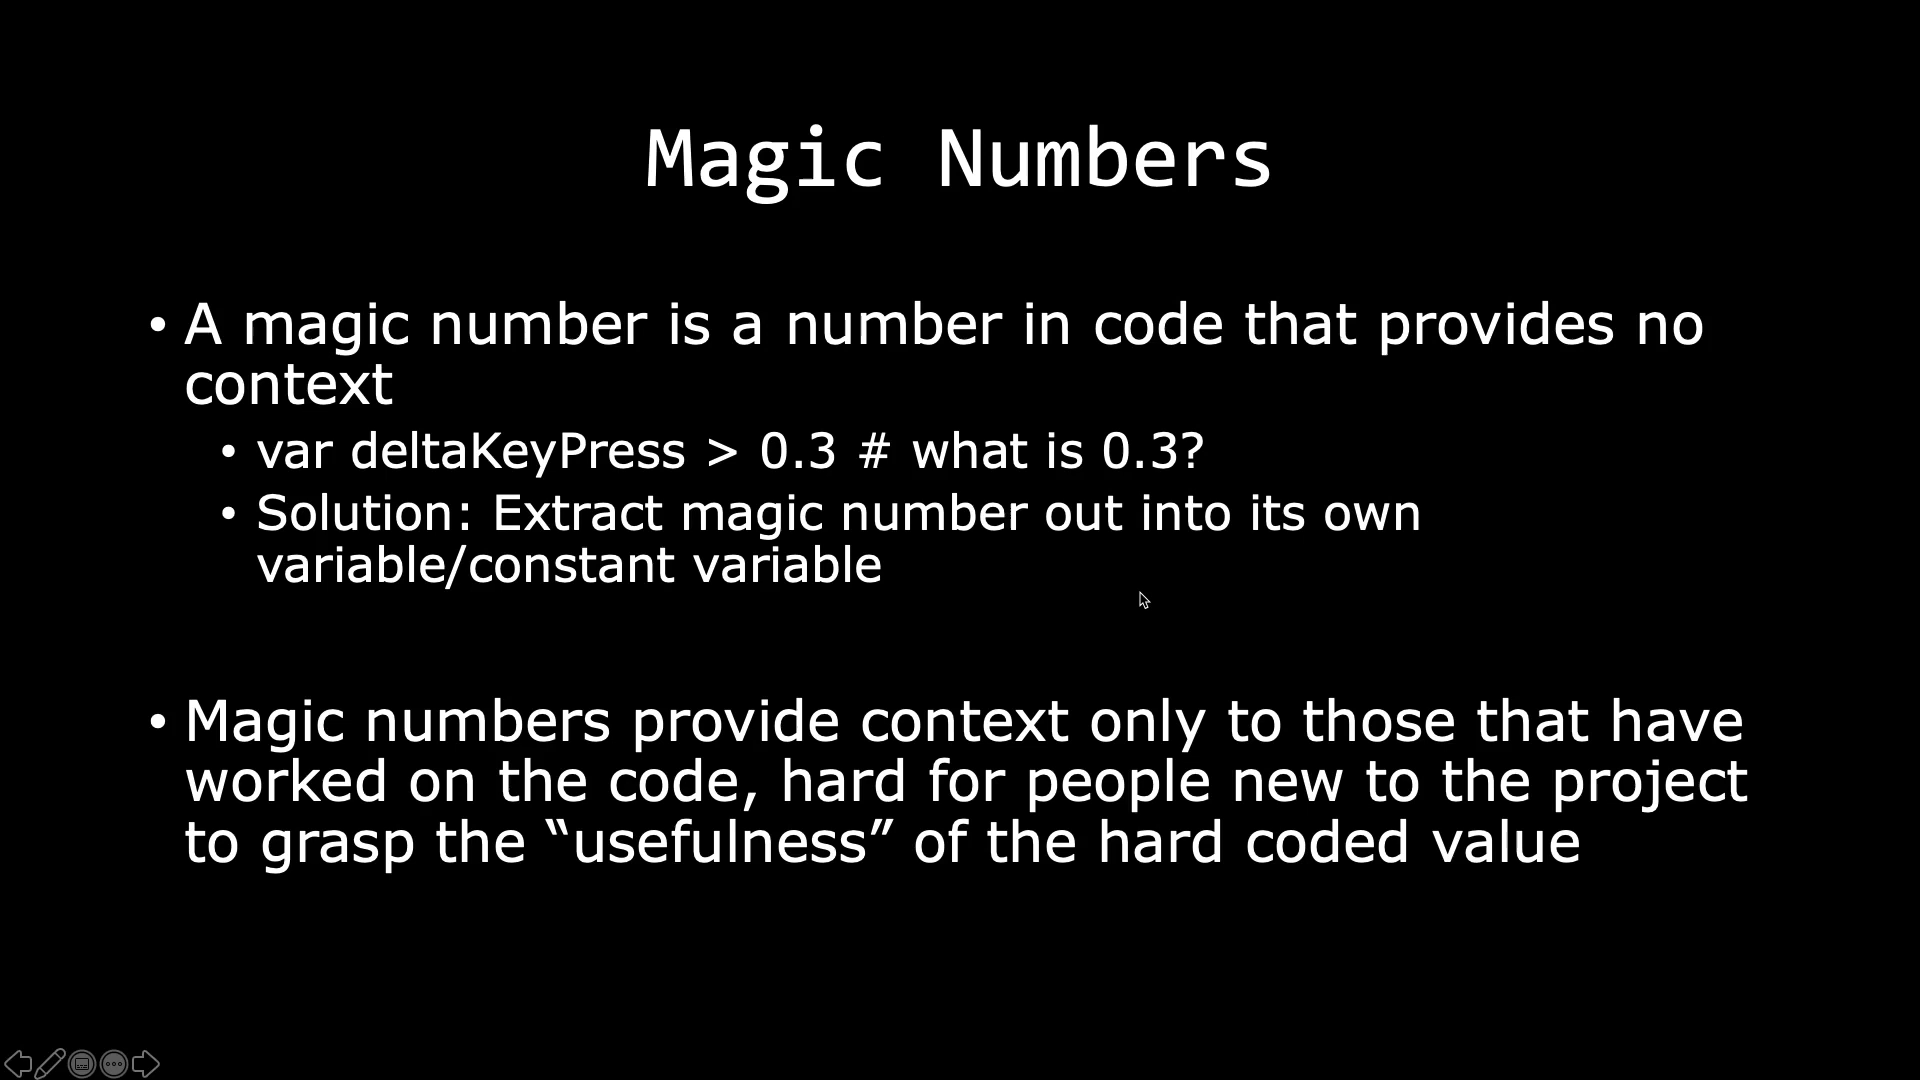 Magic Numbers
• A magic number is a number in code that provides no
context
• var deltaKeyPress > 0.3 # what is 0.3?
• Solution: Extract magic number out into its own
variable/constant variable
• Magic numbers provide context only to those that have
worked on the code, hard for people new to the project
to grasp the “usefulness” of the hard coded value